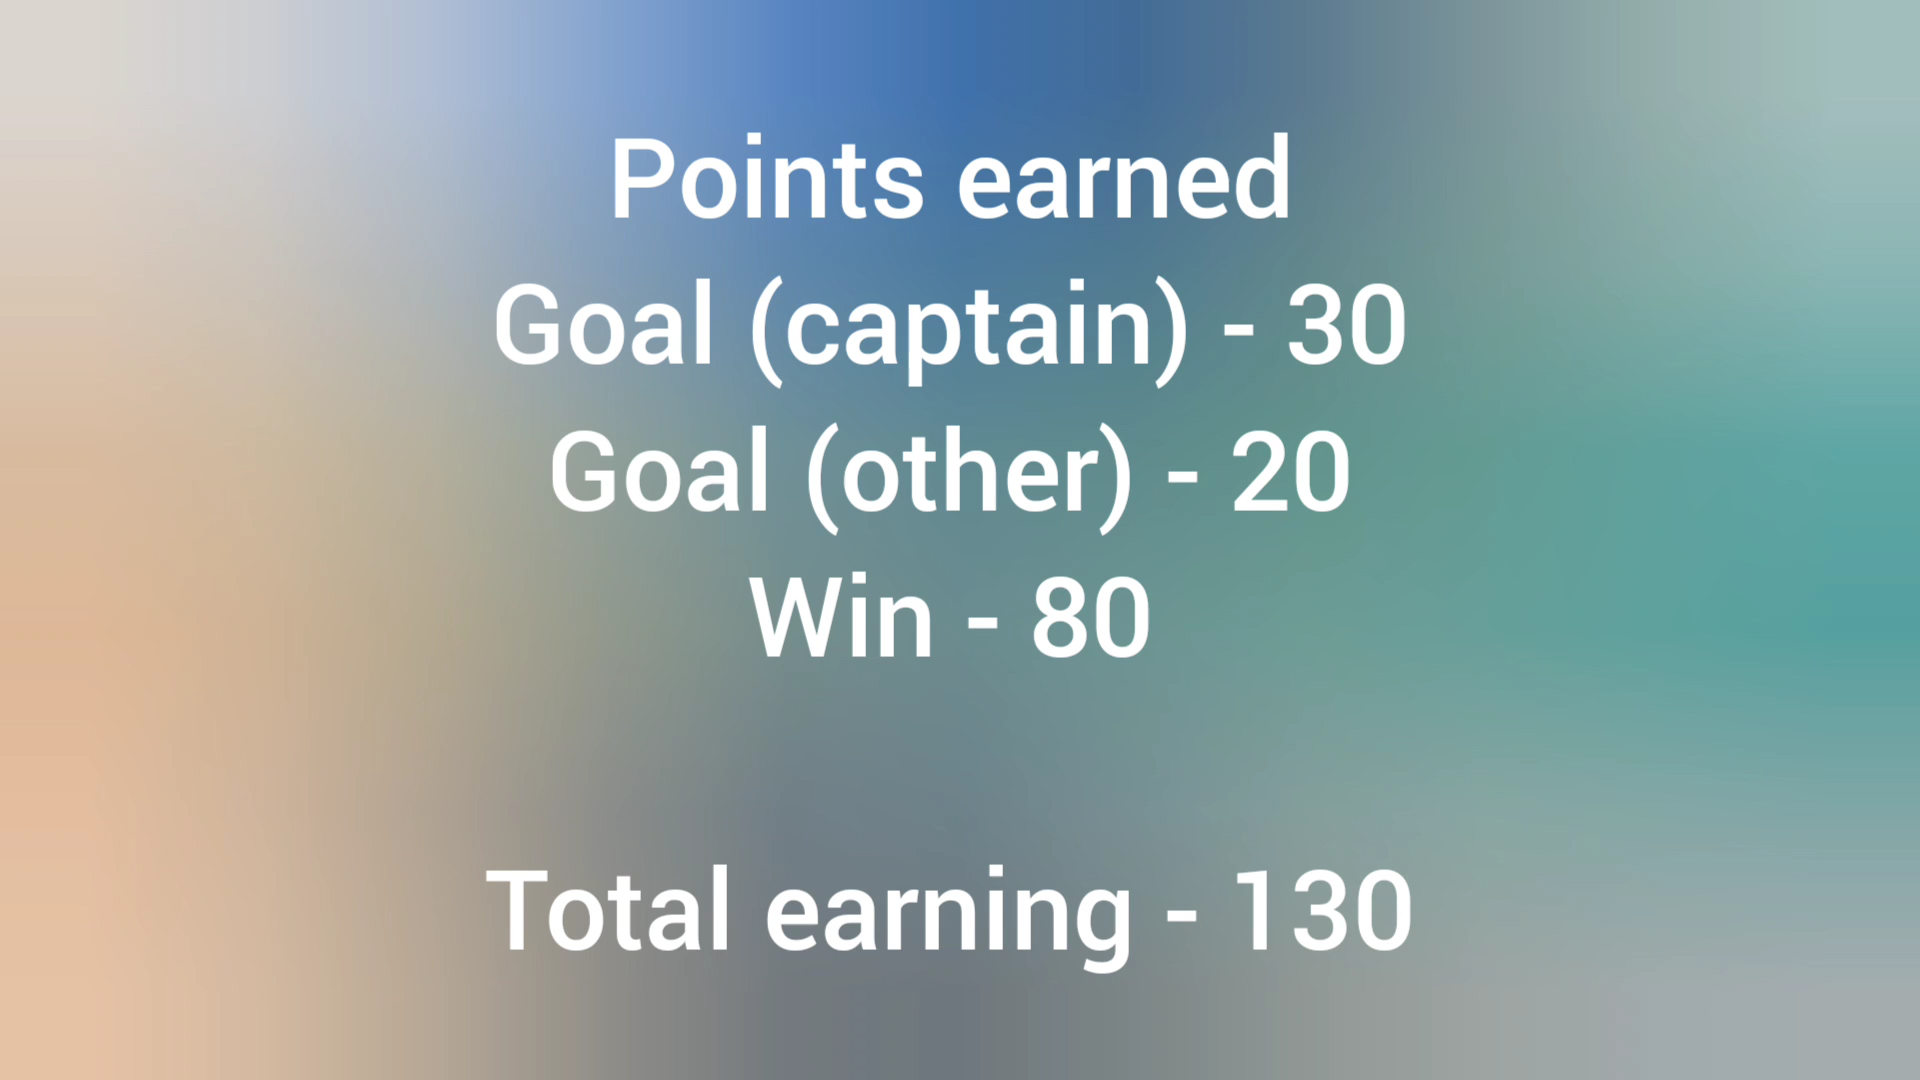 Points earned
Goal (captain) - 30
Goal (other) - 20
Win - 80
Total earning - 130